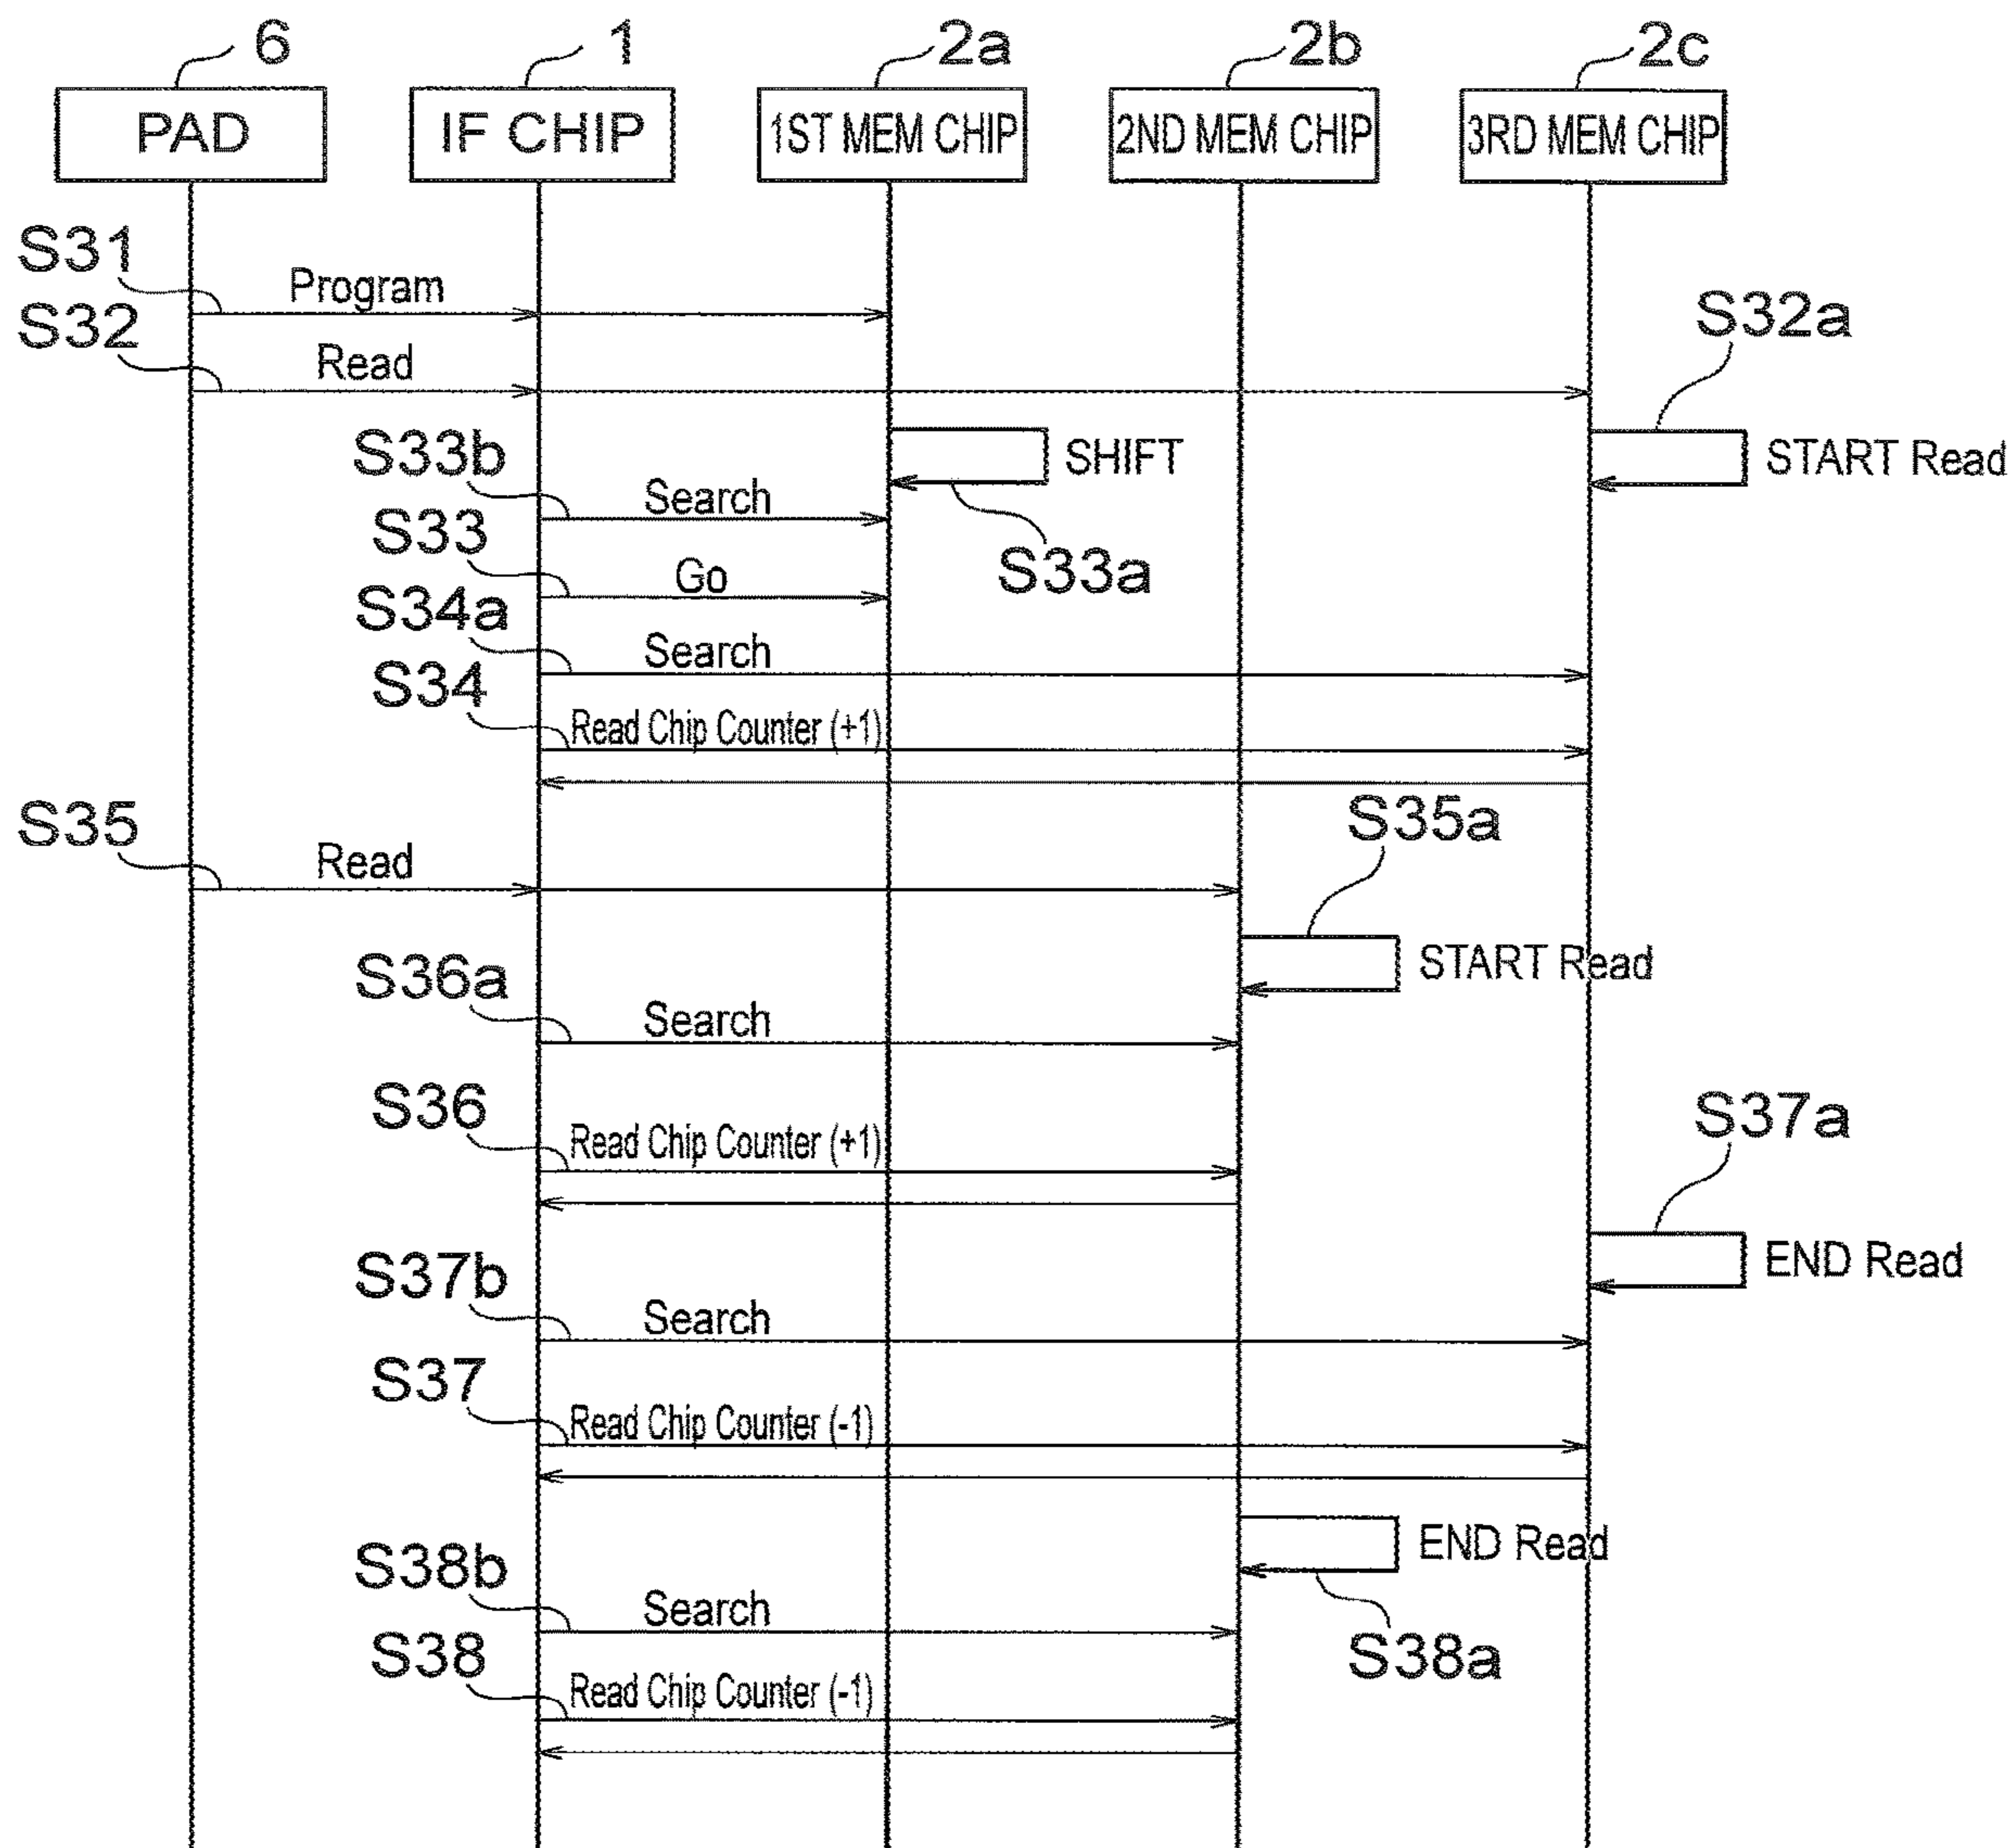 6
1
2a
2b
2c
PAD
IF CHIP
1ST MEM CHIP
2ND MEM CHIP
3RD MEM CHIP
S31
Program
S32
Read
S32a
START Read
S33b
Search
SHIFT
S33a
S33
Go
S34a
Search
S34
Read Chip Counter (+1)
S35
Read
S35a
START Read
S36a
Search
S36
Read Chip Counter (+1)
S37a
END Read
S37b
Search
S37
Read Chip Counter (-1)
END Read
S38a
S38b
Search
S38
Read Chip Counter (-1)